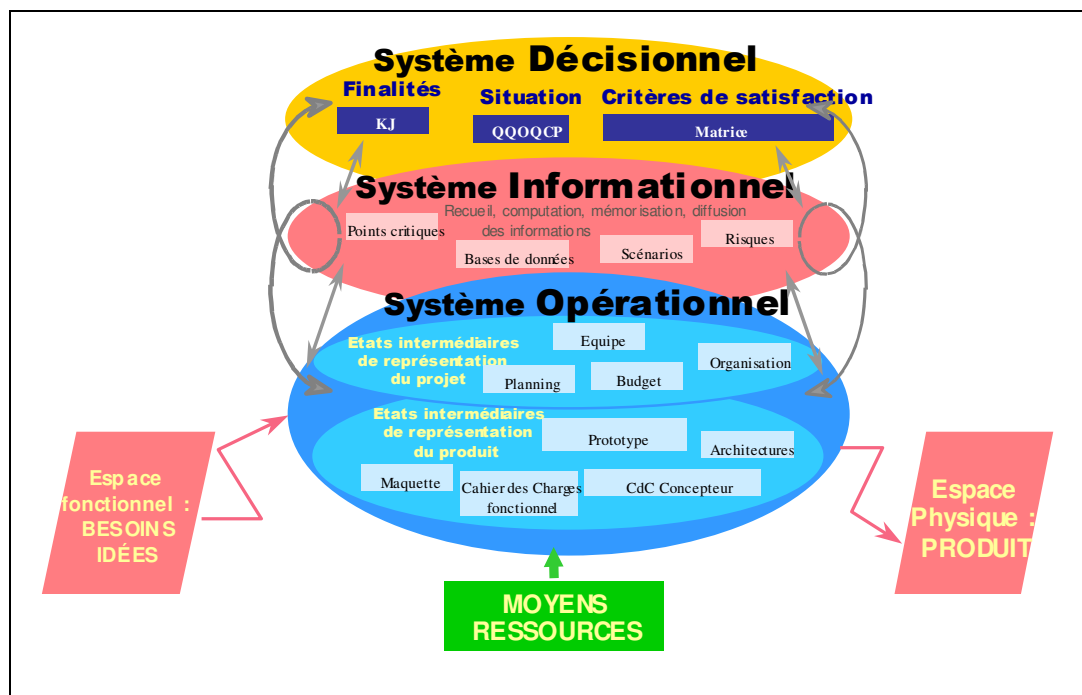 Système Décisionnel
Finalités
Situation
Critères de satisfaction
KJ
QQOQCP
Matrice
Système Informationnel
Recueil, computation, mémorisation, diffusion
des informations
Points critiques
Bases de données
Scénarios
Risques
Système Opérationnel
Etats intermédiaires
de représentation
du projet
Equipe
Organisation
Planning
Budget
Etats intermédiaires
de représentation
du produit
Prototype
Architectures
Maquette
Cahier des Charges
fonctionnel
CdC Concepteur
Espace
fonctionnel :
BESOINS
IDÉES
Espace
Physique :
PRODUIT
MOYENS
RESSOURCES